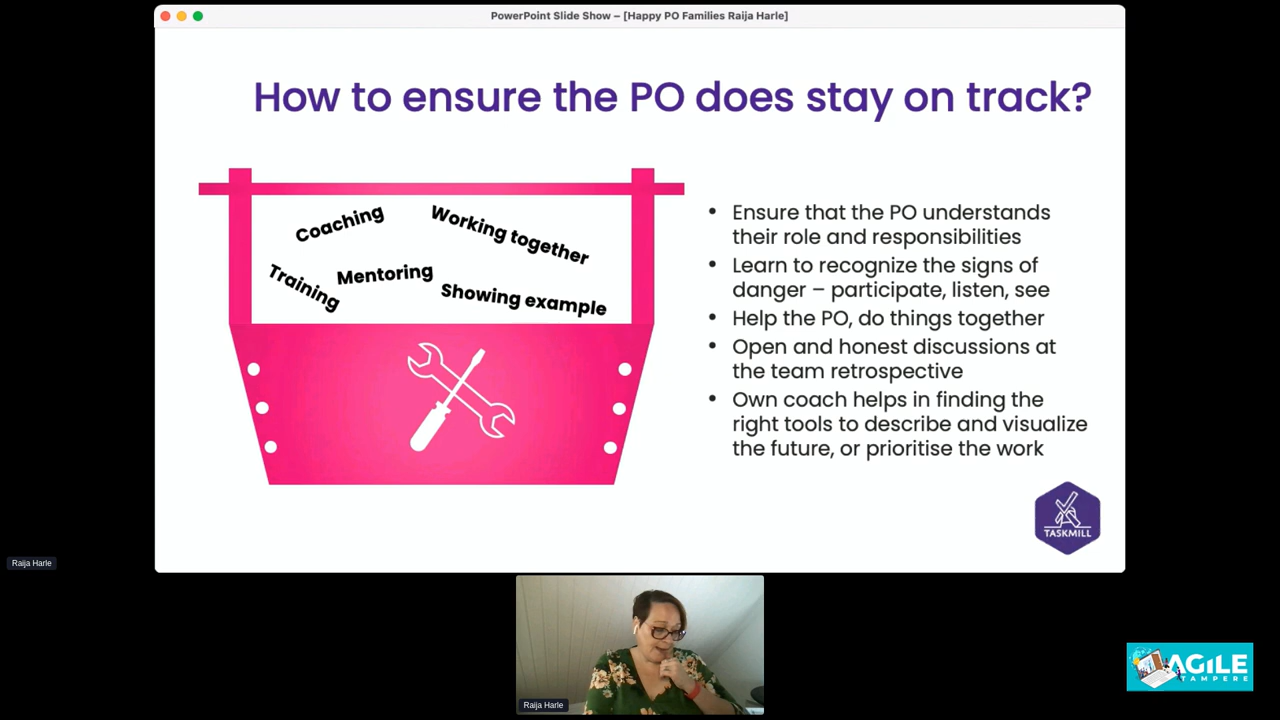 PowerPoint Slide Show – [Happy PO Families Raija Harle]
How to ensure the PO does stay on track?
Coaching
Working together
Training
Mentoring
Showing example
• Ensure that the PO understands
their role and responsibilities
• Learn to recognize the signs of
danger – participate, listen, see
• Help the PO, do things together
• Open and honest discussions at
the team retrospective
• Own coach helps in finding the
right tools to describe and visualize
the future, or prioritise the work
TASKMILL
Raija Harle
Raija Harle
AGILE
TAMPERE